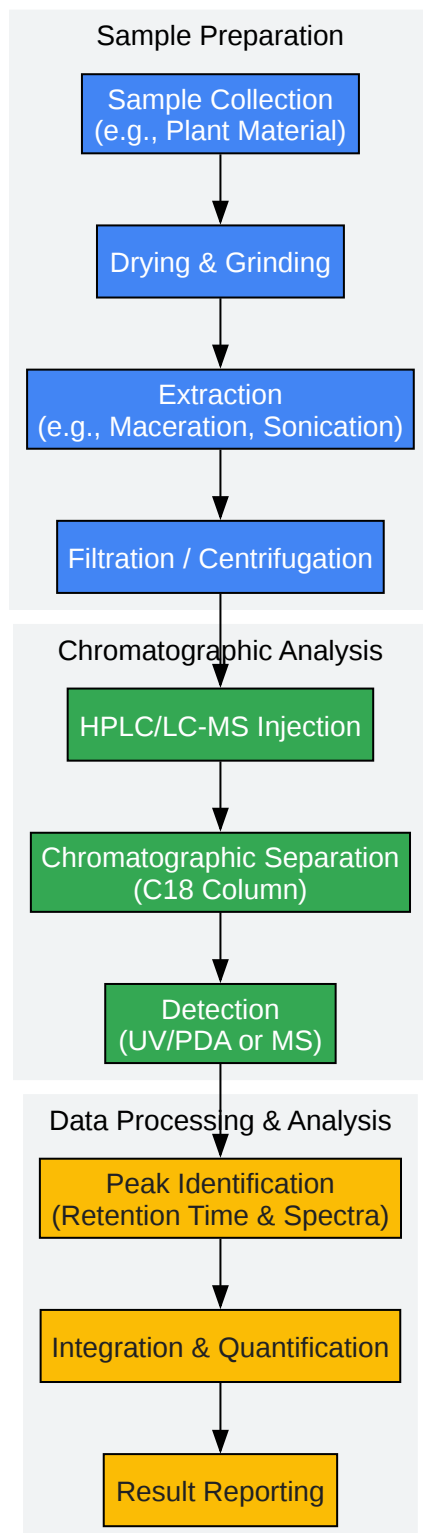 Sample Preparation
Sample Collection
(e.g., Plant Material)
Drying & Grinding
Extraction
(e.g., Maceration, Sonication)
Filtration / Centrifugation
Chromatographic Analysis
HPLC/LC-MS Injection
Chromatographic Separation
(C18 Column)
Detection
(UV/PDA or MS)
Data Processing & Analysis
Peak Identification
(Retention Time & Spectra)
Integration & Quantification
Result Reporting